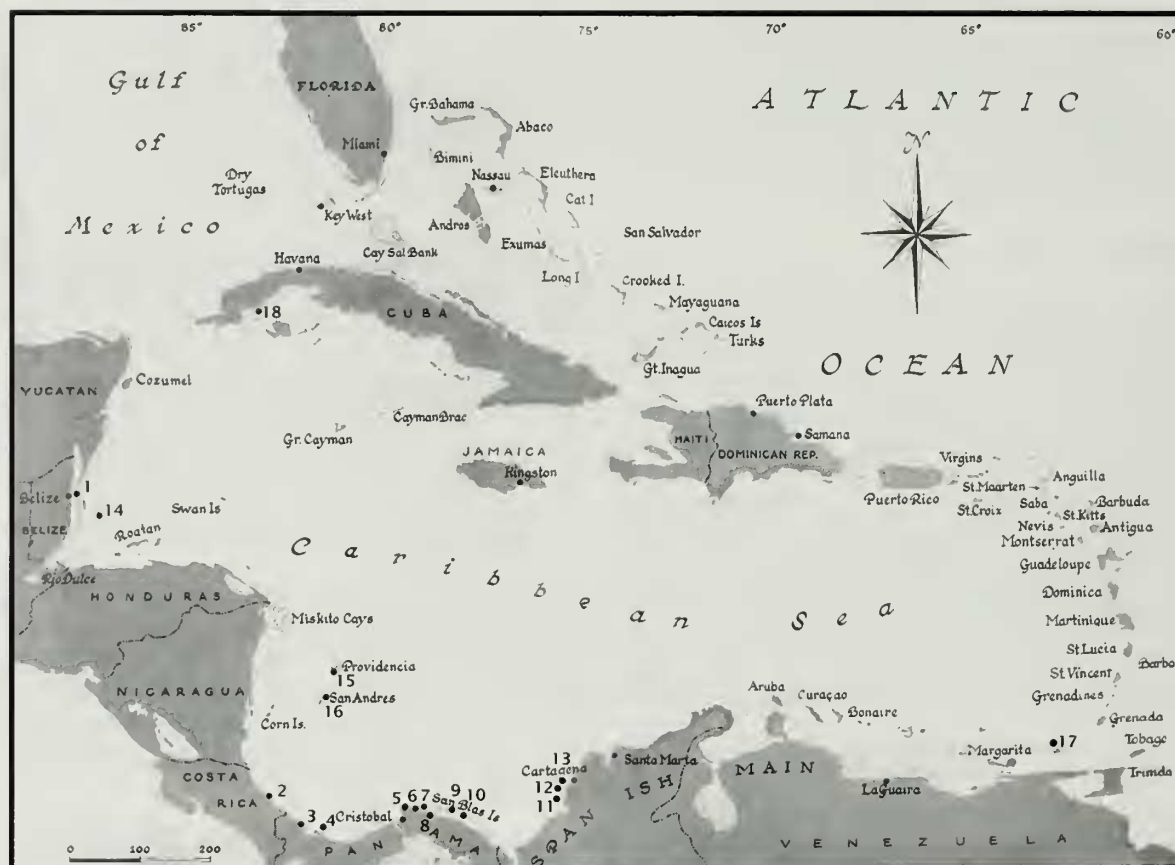 85° 80° 75° 70° 65° 60°
Gulf
of
Mexico
FLORIDA
ATLANTIC
Gr. Bahama
Abaco
Miami
Bimini
Nassau
Eleuthera
N
Dry
Tortugas
Cat I
Key West
Andros
Exumas
San Salvador
Cay Sal Bank
Havana
Long I
Crooked I.
Mayaguana
18
CUBA
Caicos Is
Turks
Gt. Inagua
OCEAN
YUCATAN
Cozumel
Cayman Brac
Puerto Plata
Gr. Cayman
JAMAICA
HAITI
Samana
DOMINICAN REP.
Kingston
Virgins
Anguilla
Puerto Rico
St. Maarten
Belize
1
Saba
Barbuda
14
Swan Is
St. Croix
St. Kitts
BELIZE
Nevis
Antigua
Roatan
Montserrat
Caribbean Sea
Guadeloupe
Rio Dulce
HONDURAS
Dominica
Miskito Cays
Martinique
Providencia
15
St. Lucia
Barbo
NICARAGUA
San Andres
16
St. Vincent
Aruba
Curaçao
Grenadines
Corn Is.
Bonaire
Grenada
17
Tobago
Margarita
COSTA
RICA
Santa Marta
13
Cartagena
12
11
SPANISH MAIN
La Guaira
Trinida
2
3 4
Cristobal
5 6 7
San Blas Is
8
9 10
PANAMA
VENEZUELA
0 100 200